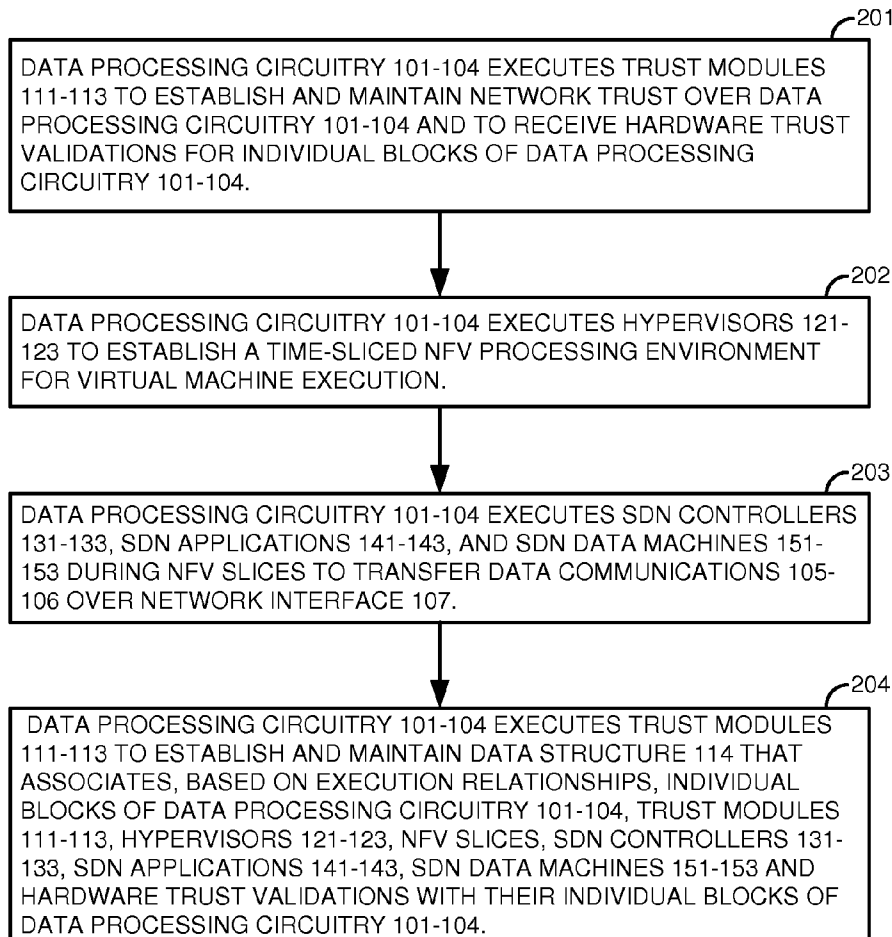 201
DATA PROCESSING CIRCUITRY 101-104 EXECUTES TRUST MODULES
111-113 TO ESTABLISH AND MAINTAIN NETWORK TRUST OVER DATA
PROCESSING CIRCUITRY 101-104 AND TO RECEIVE HARDWARE TRUST
VALIDATIONS FOR INDIVIDUAL BLOCKS OF DATA PROCESSING
CIRCUITRY 101-104.
202
DATA PROCESSING CIRCUITRY 101-104 EXECUTES HYPERVISORS 121-
123 TO ESTABLISH A TIME-SLICED NFV PROCESSING ENVIRONMENT
FOR VIRTUAL MACHINE EXECUTION.
203
DATA PROCESSING CIRCUITRY 101-104 EXECUTES SDN CONTROLLERS
131-133, SDN APPLICATIONS 141-143, AND SDN DATA MACHINES 151-
153 DURING NFV SLICES TO TRANSFER DATA COMMUNICATIONS 105-
106 OVER NETWORK INTERFACE 107.
204
DATA PROCESSING CIRCUITRY 101-104 EXECUTES TRUST MODULES
111-113 TO ESTABLISH AND MAINTAIN DATA STRUCTURE 114 THAT
ASSOCIATES, BASED ON EXECUTION RELATIONSHIPS, INDIVIDUAL
BLOCKS OF DATA PROCESSING CIRCUITRY 101-104, TRUST MODULES
111-113, HYPERVISORS 121-123, NFV SLICES, SDN CONTROLLERS 131-
133, SDN APPLICATIONS 141-143, SDN DATA MACHINES 151-153 AND
HARDWARE TRUST VALIDATIONS WITH THEIR INDIVIDUAL BLOCKS OF
DATA PROCESSING CIRCUITRY 101-104.